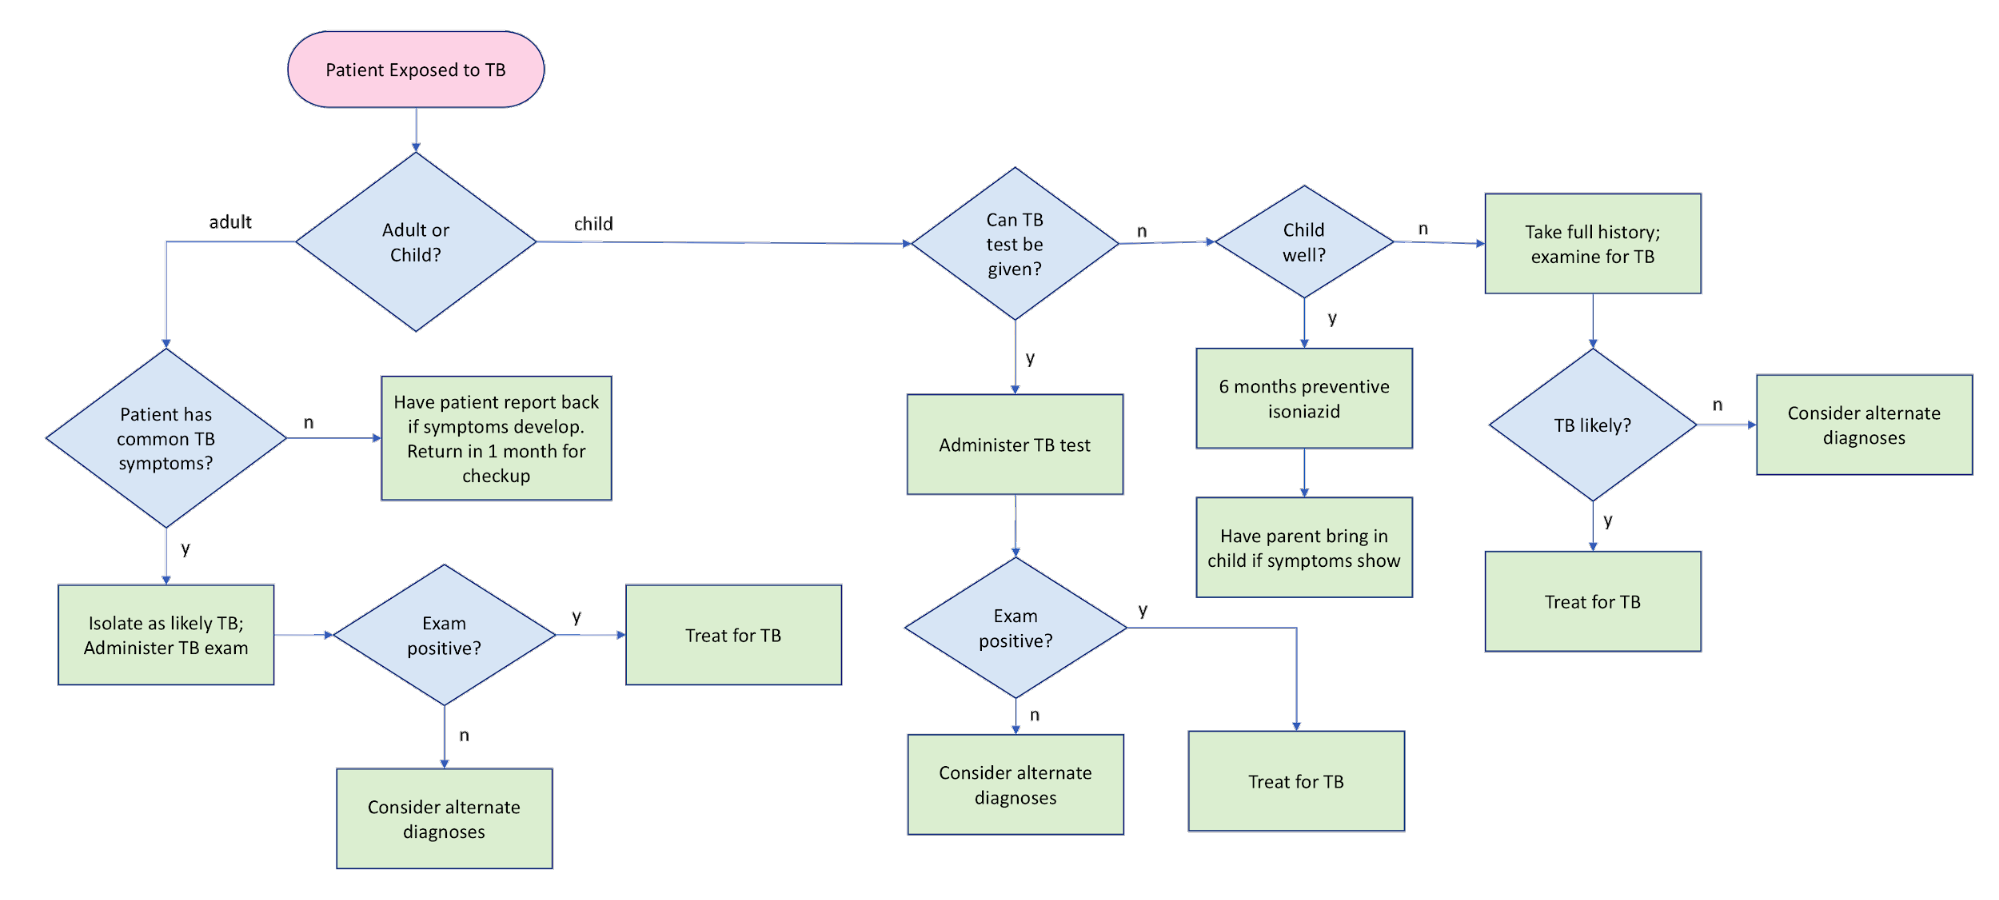 Patient Exposed to TB
adult
Adult or
Child?
child
Can TB
test be
given?
n
Child
well?
n
Take full history;
examine for TB
y
y
Patient has
common TB
symptoms?
n
Have patient report back
if symptoms develop.
Return in 1 month for
checkup
Administer TB test
6 months preventive
isoniazid
TB likely?
n
Consider alternate
diagnoses
y
y
Have parent bring in
child if symptoms show
Isolate as likely TB;
Administer TB exam
Exam
positive?
y
Treat for TB
Exam
positive?
y
Treat for TB
n
n
Consider alternate
diagnoses
Consider alternate
diagnoses
Treat for TB